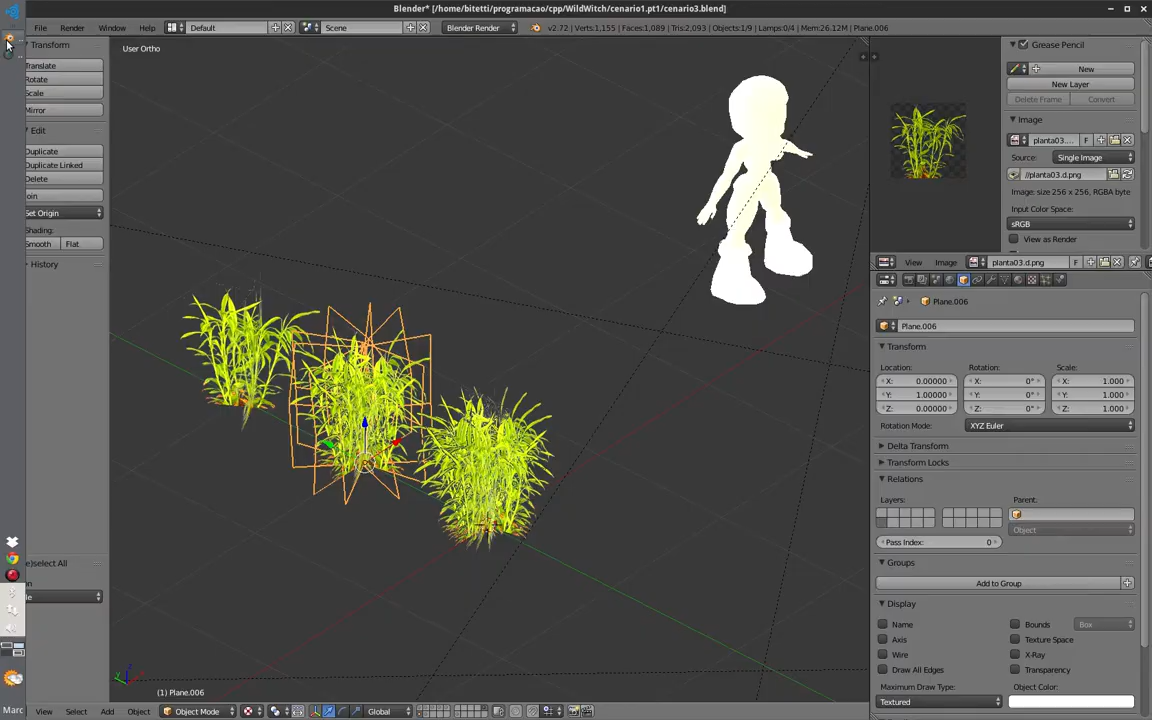 Blender* [/home/bitetti/programacao/cpp/WildWitch/cenario1.pt1/cenario3.blend]
File Render Window Help Default Scene Blender Render v2.72 | Verts:1,155 | Faces:1,089 | Tris:2,093 | Objects:1/9 | Lamps:0/4 | Mem:26.12M | Plane.006
Transform
Translate
Rotate
Scale
Mirror
Edit
Duplicate
Duplicate Linked
Delete
oin
Set Origin
Shading:
Smooth Flat
History
)select All
n
le
Marc
User Ortho
(1) Plane.006
View Select Add Object Object Mode Global
Grease Pencil
New
New Layer
Delete Frame Convert
Image
planta03.... F
Source: Single Image
//planta03.d.png
Image: size 256 x 256, RGBA byte
Input Color Space:
sRGB
View as Render
View Image planta03.d.png F
Plane.006
Plane.006
Transform
Location: Rotation: Scale:
X: 0.00000 X: 0° X: 1.000
Y: 1.00000 Y: 0° Y: 1.000
Z: 0.00000 Z: 0° Z: 1.000
Rotation Mode: XYZ Euler
Delta Transform
Transform Locks
Relations
Layers: Parent:
Object
Pass Index: 0
Groups
Add to Group
Display
Name Bounds Box
Axis Texture Space
Wire X-Ray
Draw All Edges Transparency
Maximum Draw Type: Object Color:
Textured